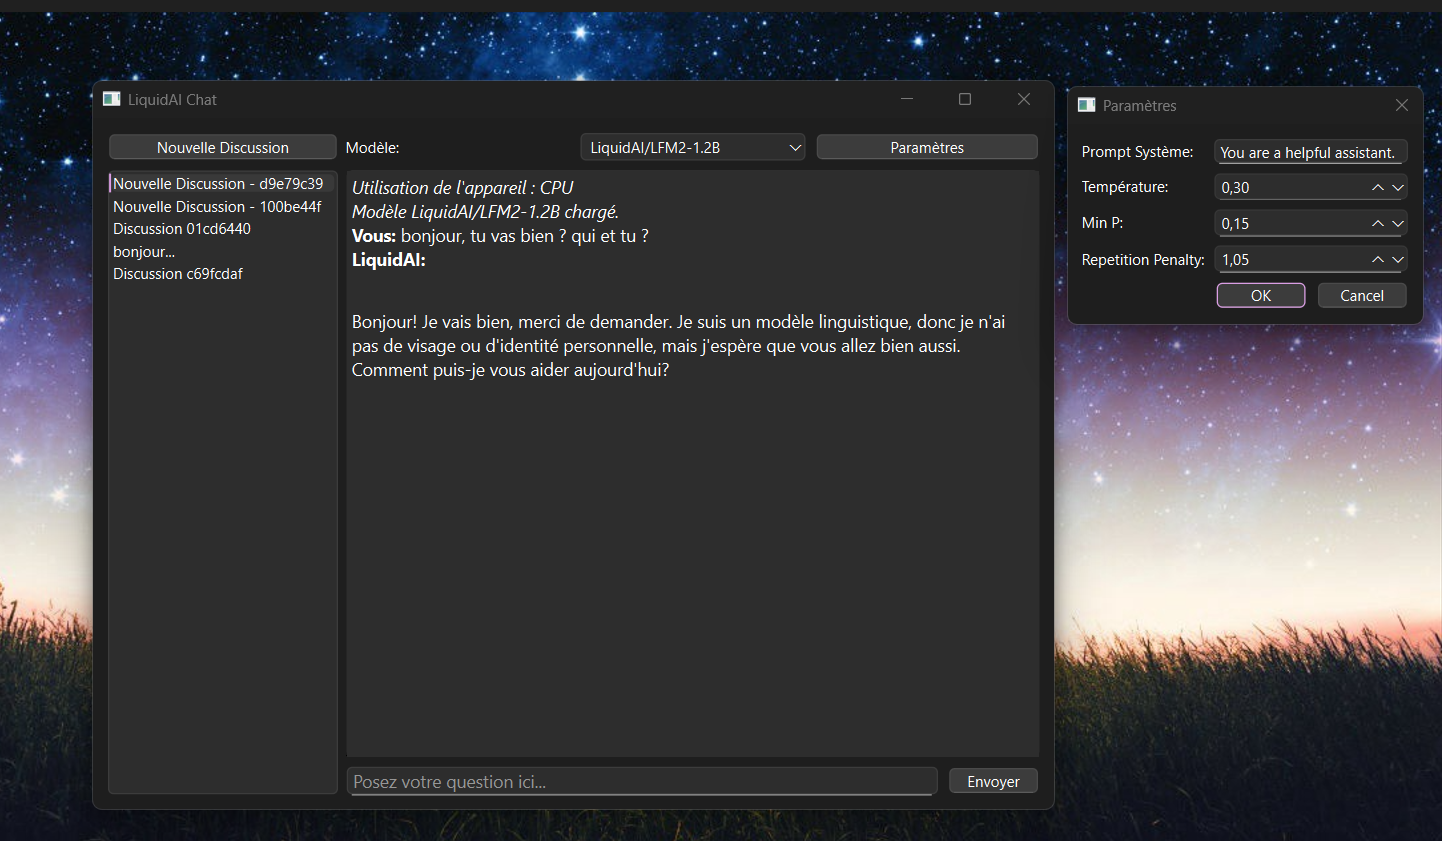 LiquidAI Chat
Nouvelle Discussion
Modèle:
LiquidAI/LFM2-1.2B
Paramètres
Nouvelle Discussion - d9e79c39
Nouvelle Discussion - 100be44f
Discussion 01cd6440
bonjour...
Discussion c69fcdaf
Utilisation de l'appareil : CPU
Modèle LiquidAI/LFM2-1.2B chargé.
Vous: bonjour, tu vas bien ? qui et tu ?
LiquidAI:
Bonjour! Je vais bien, merci de demander. Je suis un modèle linguistique, donc je n'ai
pas de visage ou d'identité personnelle, mais j'espère que vous allez bien aussi.
Comment puis-je vous aider aujourd'hui?
Posez votre question ici...
Envoyer
Paramètres
Prompt Système: You are a helpful assistant.
Température: 0,30
Min P: 0,15
Repetition Penalty: 1,05
OK
Cancel